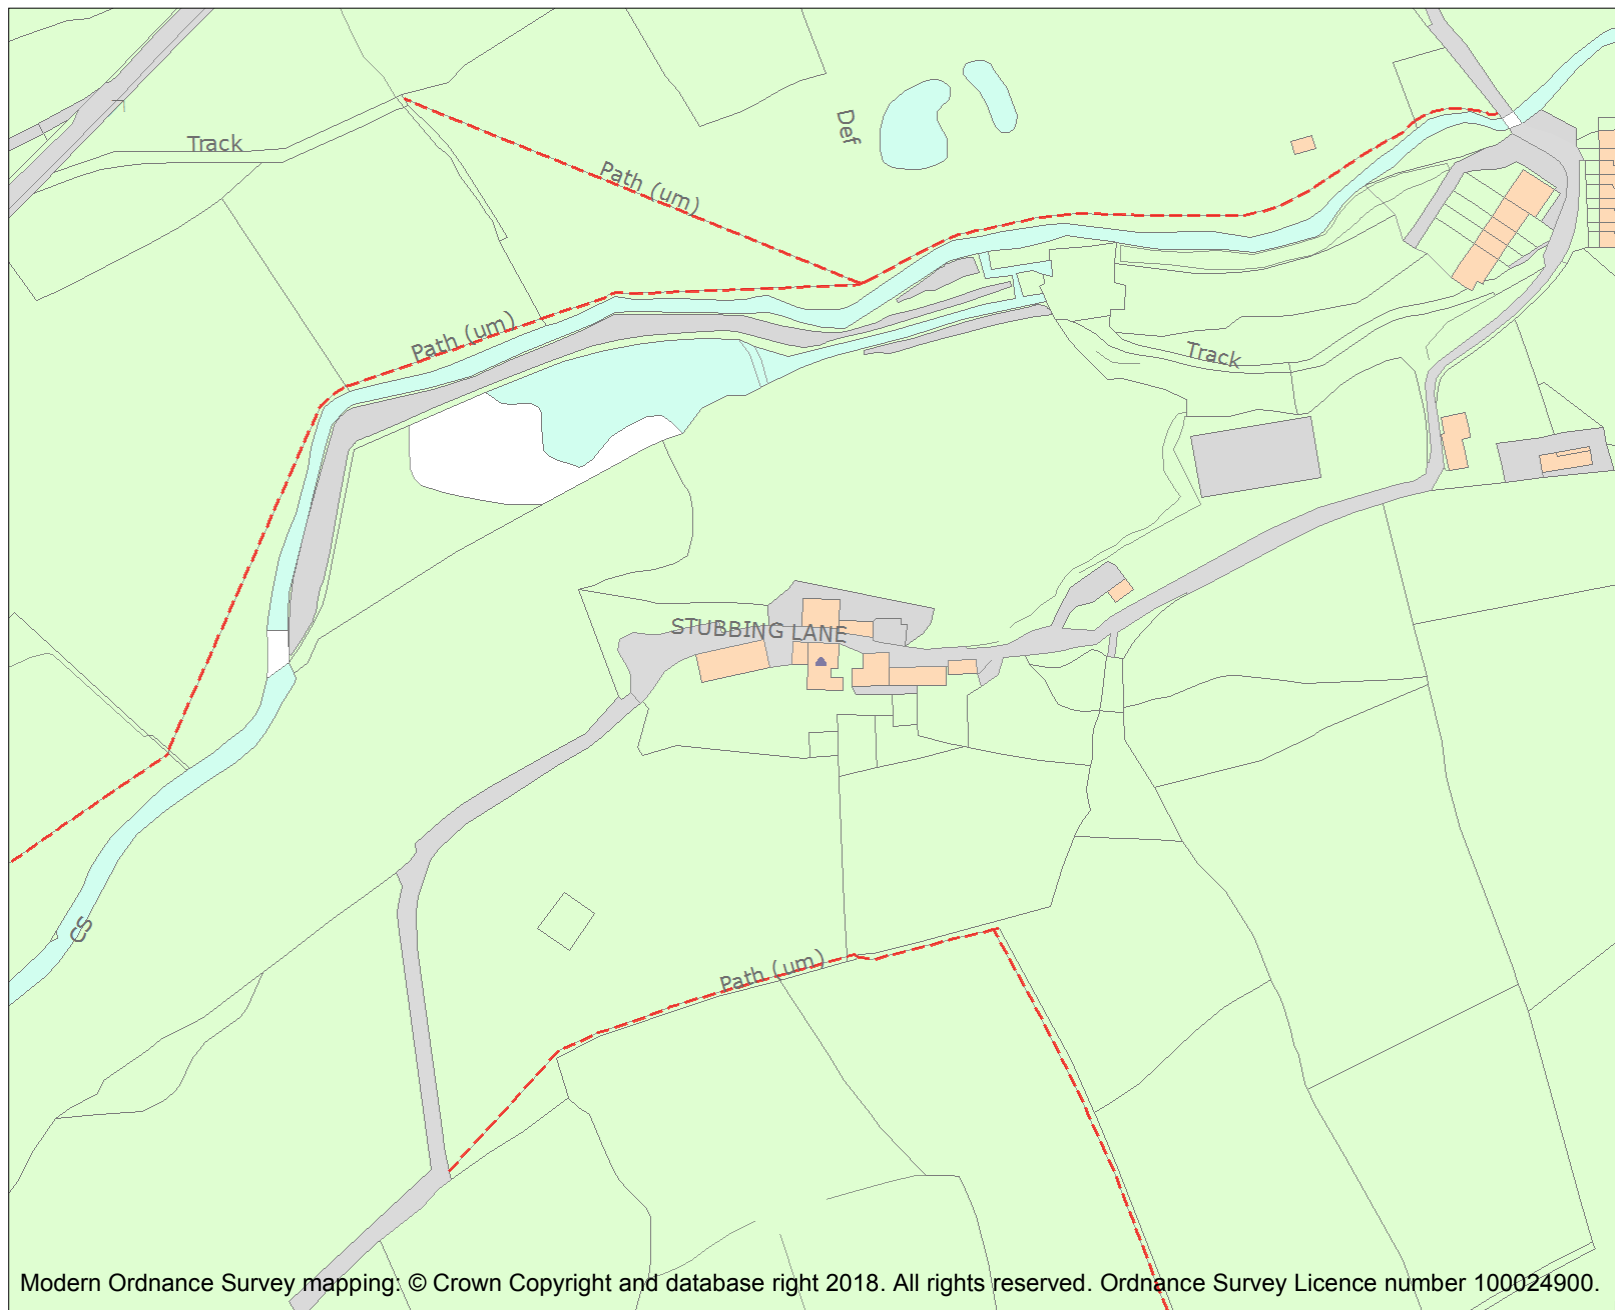 Def
Track
Path (um)
Path (um)
Track
STUBBING LANE
CS
Path (um)
Modern Ordnance Survey mapping: © Crown Copyright and database right 2018. All rights reserved. Ordnance Survey Licence number 100024900.